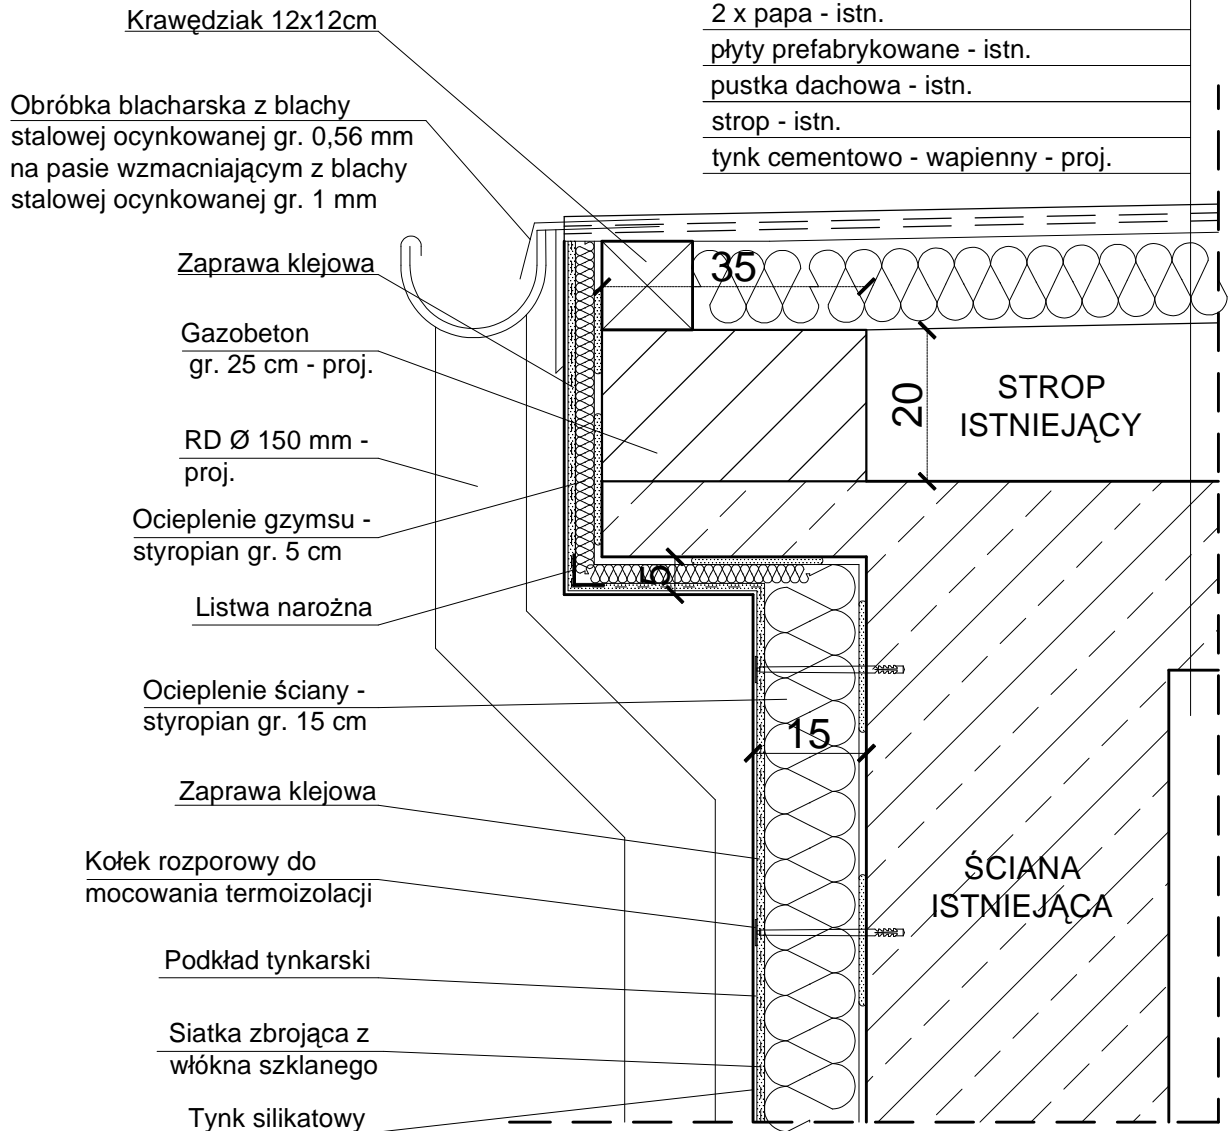 Krawędziak 12x12cm
Obróbka blacharska z blachy
stalowej ocynkowanej gr. 0,56 mm
na pasie wzmacniającym z blachy
stalowej ocynkowanej gr. 1 mm
Zaprawa klejowa
Gazobeton
gr. 25 cm - proj.
RD Ø 150 mm -
proj.
Ocieplenie gzymsu -
styropian gr. 5 cm
Listwa narożna
Ocieplenie ściany -
styropian gr. 15 cm
Zaprawa klejowa
Kołek rozporowy do
mocowania termoizolacji
Podkład tynkarski
Siatka zbrojąca z
włókna szklanego
Tynk silikatowy
2 x papa - istn.
płyty prefabrykowane - istn.
pustka dachowa - istn.
strop - istn.
tynk cementowo - wapienny - proj.
35
20
STROP
ISTNIEJĄCY
5
15
ŚCIANA
ISTNIEJĄCA